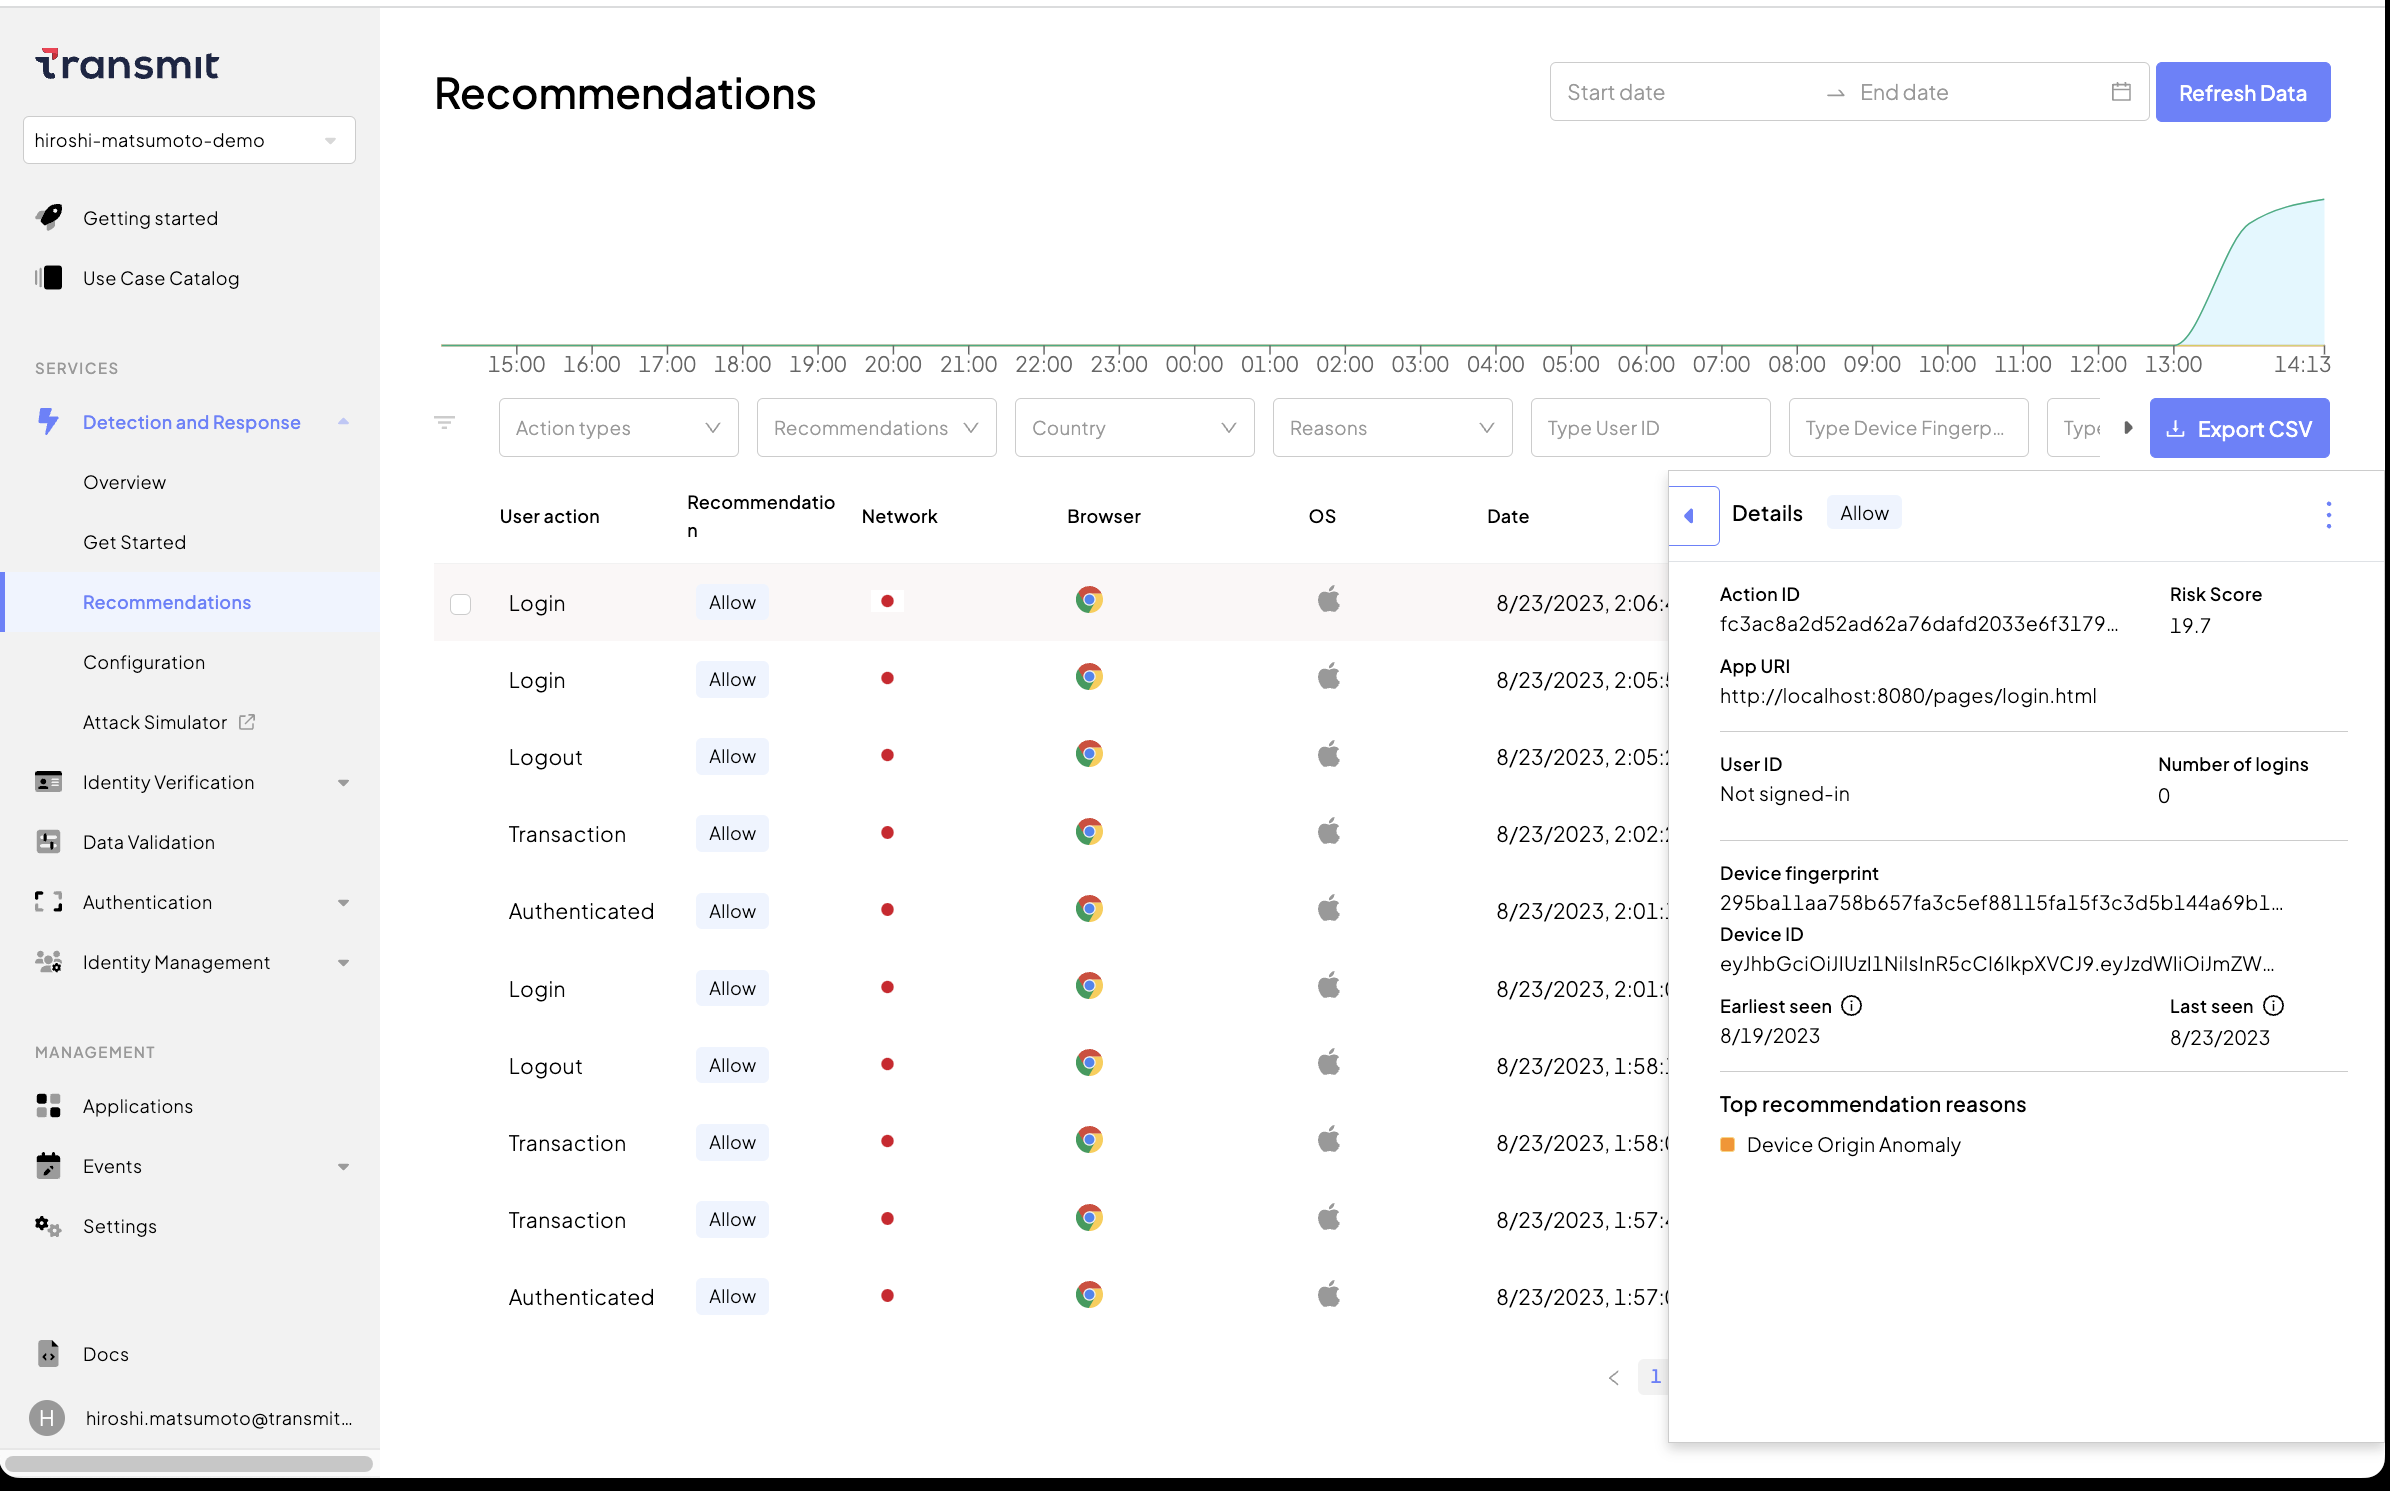 Transmit
hiroshi-matsumoto-demo
Getting started
Use Case Catalog
SERVICES
Detection and Response
Overview
Get Started
Recommendations
Configuration
Attack Simulator
Identity Verification
Data Validation
Authentication
Identity Management
MANAGEMENT
Applications
Events
Settings
Docs
H
hiroshi.matsumoto@transmit...
Recommendations
Start date
End date
Refresh Data
15:00 16:00 17:00 18:00 19:00 20:00 21:00 22:00 23:00 00:00 01:00 02:00 03:00 04:00 05:00 06:00 07:00 08:00 09:00 10:00 11:00 12:00 13:00 14:13
Action types
Recommendations
Country
Reasons
Type User ID
Type Device Fingerp...
Type
Export CSV
User action
Recommendatio
n
Network
Browser
OS
Date
Login Allow 8/23/2023, 2:06:4
Login Allow 8/23/2023, 2:05:5
Logout Allow 8/23/2023, 2:05:2
Transaction Allow 8/23/2023, 2:02:2
Authenticated Allow 8/23/2023, 2:01:1
Login Allow 8/23/2023, 2:01:0
Logout Allow 8/23/2023, 1:58:1
Transaction Allow 8/23/2023, 1:58:0
Transaction Allow 8/23/2023, 1:57:4
Authenticated Allow 8/23/2023, 1:57:0
1
Details
Allow
Action ID
fc3ac8a2d52ad62a76dafd2033e6f3179...
Risk Score
19.7
App URI
http://localhost:8080/pages/login.html
User ID
Not signed-in
Number of logins
0
Device fingerprint
295ba11aa758b657fa3c5ef88115fa15f3c3d5b144a69b1...
Device ID
eyJhbGciOiJIUzI1NiIsInR5cCI6IkpXVCJ9.eyJzdWIiOiJmZW...
Earliest seen
8/19/2023
Last seen
8/23/2023
Top recommendation reasons
Device Origin Anomaly